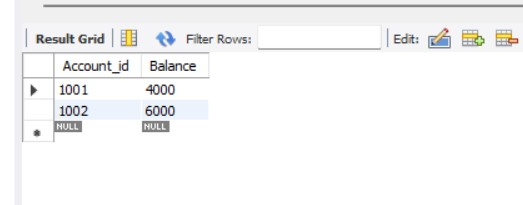 Result Grid Filter Rows: Edit:
Account_id Balance
1001 4000
1002 6000
NULL NULL